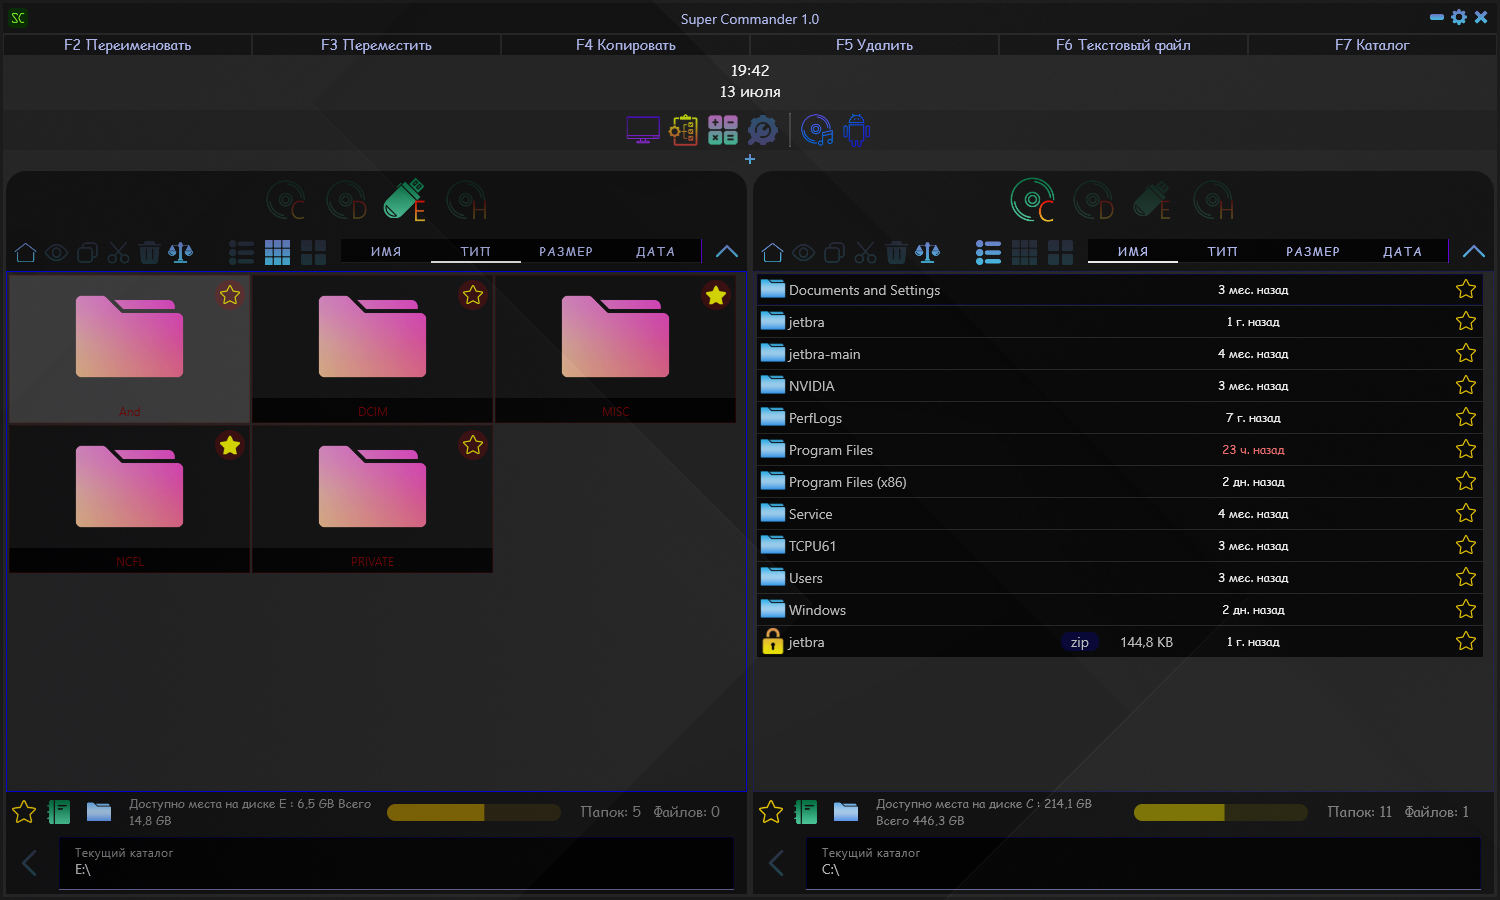 SC
Super Commander 1.0
F2 Переименовать
F3 Переместить
F4 Копировать
F5 Удалить
F6 Текстовый файл
F7 Каталог
19:42
13 июля
C
D
E
H
ИМЯ
ТИП
РАЗМЕР
ДАТА
And
DCIM
MISC
NCFL
PRIVATE
Доступно места на диске E : 6,5 GB Всего
14,8 GB
Папок: 5
Файлов: 0
Текущий каталог
E:\
C
D
E
H
ИМЯ
ТИП
РАЗМЕР
ДАТА
Documents and Settings 3 мес. назад
jetbra 1 г. назад
jetbra-main 4 мес. назад
NVIDIA 3 мес. назад
PerfLogs 7 г. назад
Program Files 23 ч. назад
Program Files (x86) 2 дн. назад
Service 4 мес. назад
TCPU61 3 мес. назад
Users 3 мес. назад
Windows 2 дн. назад
jetbra zip 144,8 KB 1 г. назад
Доступно места на диске C : 214,1 GB
Всего 446,3 GB
Папок: 11
Файлов: 1
Текущий каталог
C:\